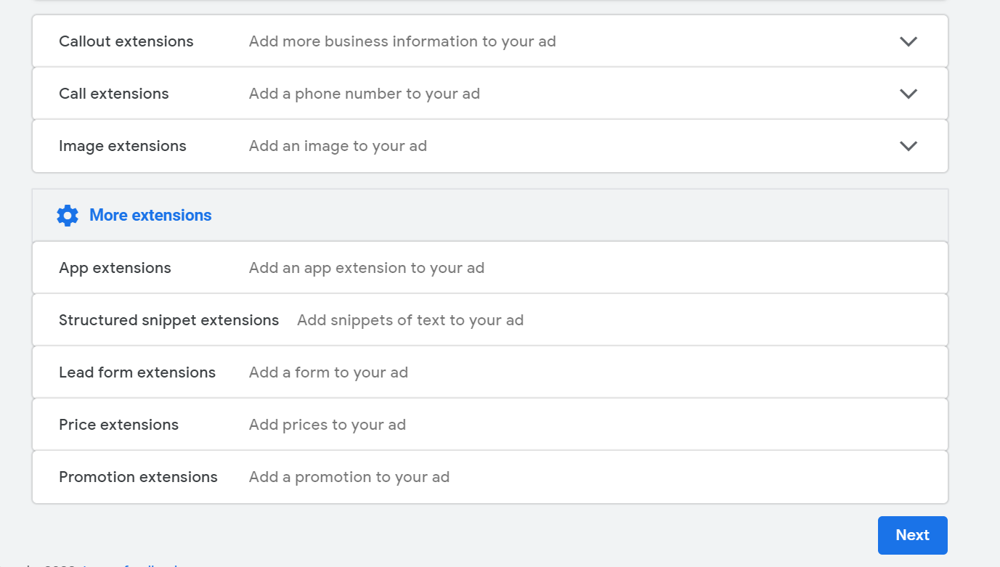 Callout extensions Add more business information to your ad
Call extensions Add a phone number to your ad
Image extensions Add an image to your ad
More extensions
App extensions Add an app extension to your ad
Structured snippet extensions Add snippets of text to your ad
Lead form extensions Add a form to your ad
Price extensions Add prices to your ad
Promotion extensions Add a promotion to your ad
Next